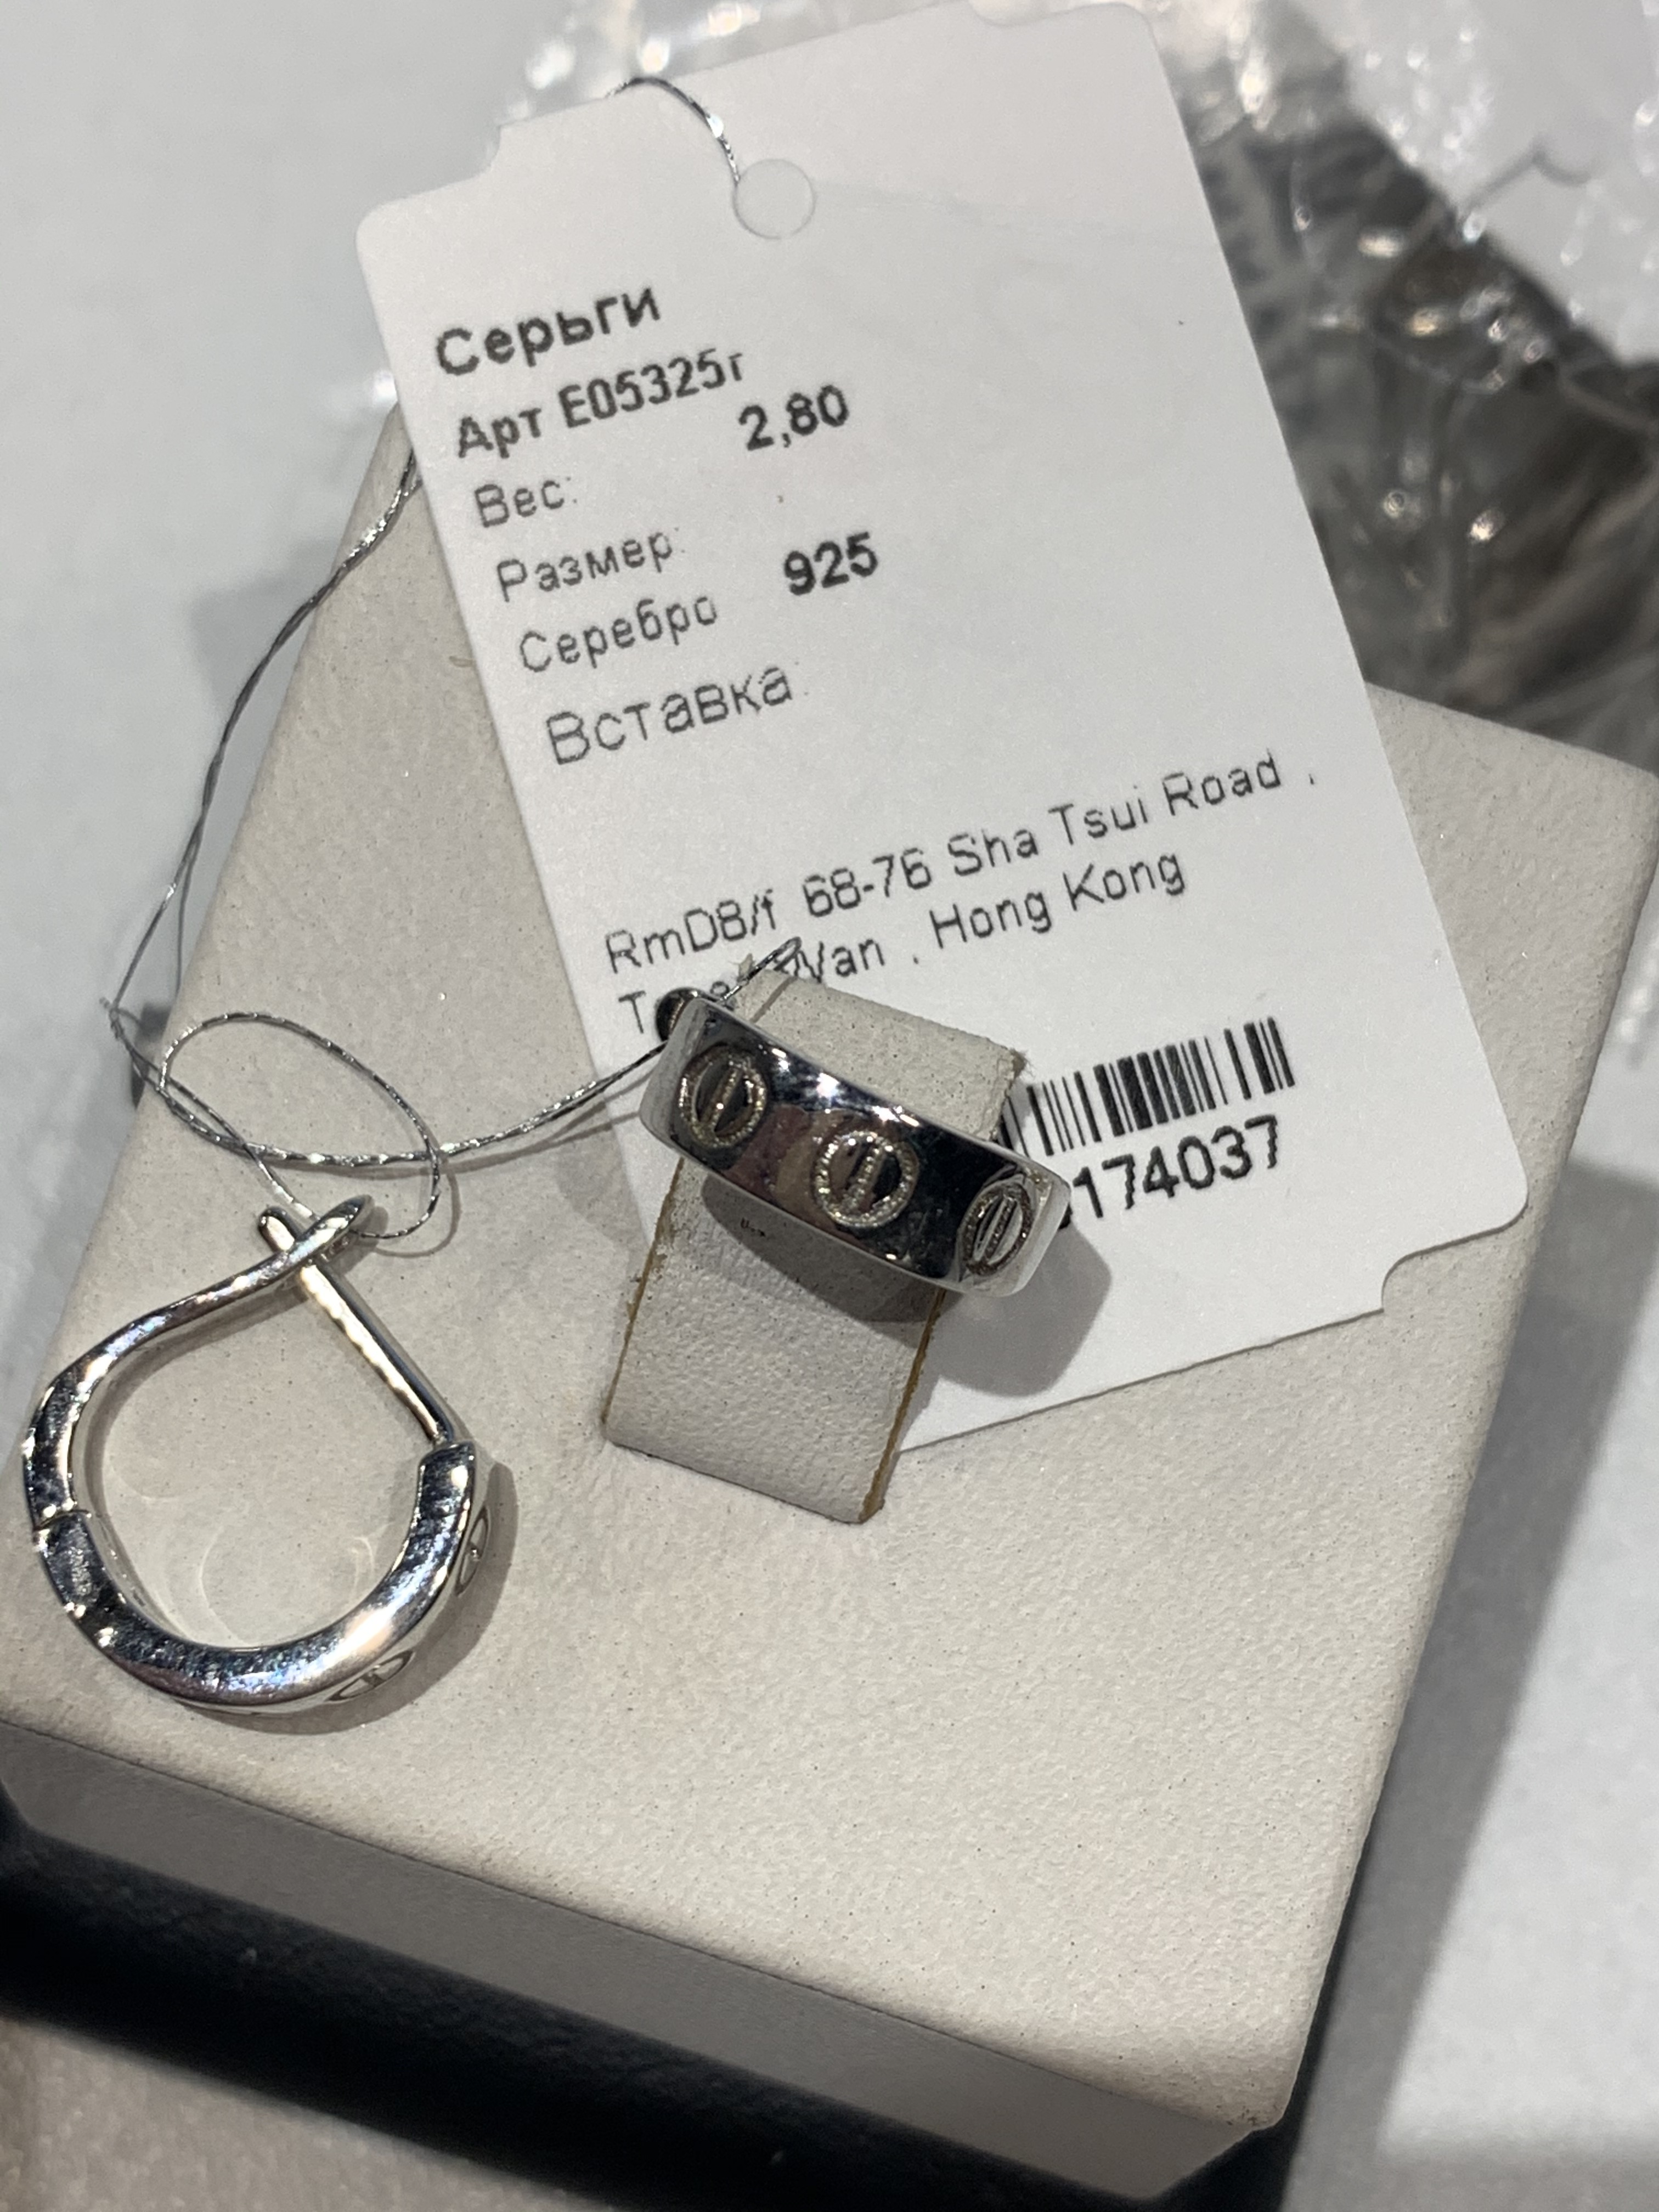 Серьги
Арт Е05325г
Вес: 2,80
Размер:
Серебро 925
Вставка:
RmD8/f 68-76 Sha Tsui Road .
Wan . Hong Kong
174037